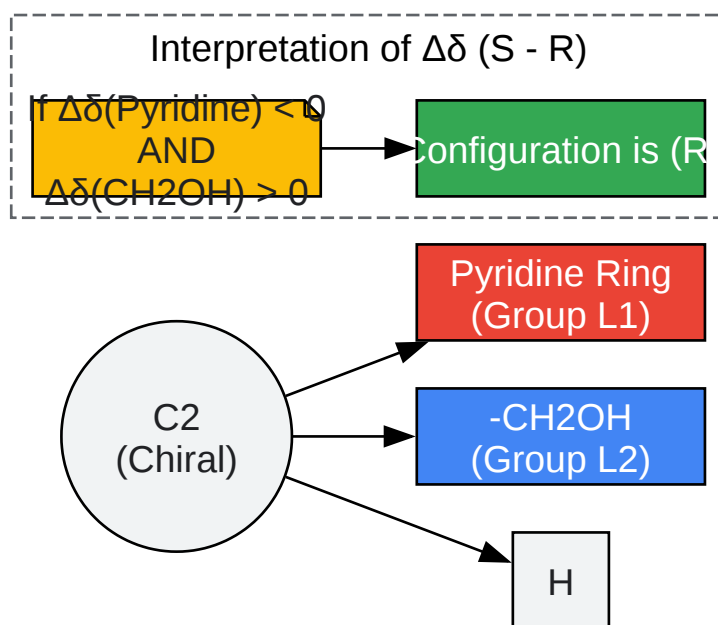 Interpretation of Δδ (S - R)
If Δδ(Pyridine) < 0
AND
Δδ(CH2OH) > 0
Configuration is (R
Pyridine Ring
(Group L1)
C2
(Chiral)
-CH2OH
(Group L2)
H